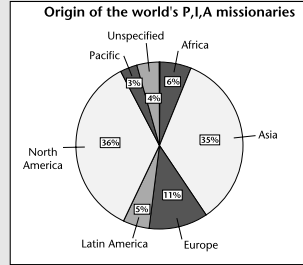 Origin of the world's P,I,A missionaries
Unspecified
Pacific
Africa
3%
6%
4%
Asia
36%
35%
North
America
11%
5%
Latin America
Europe